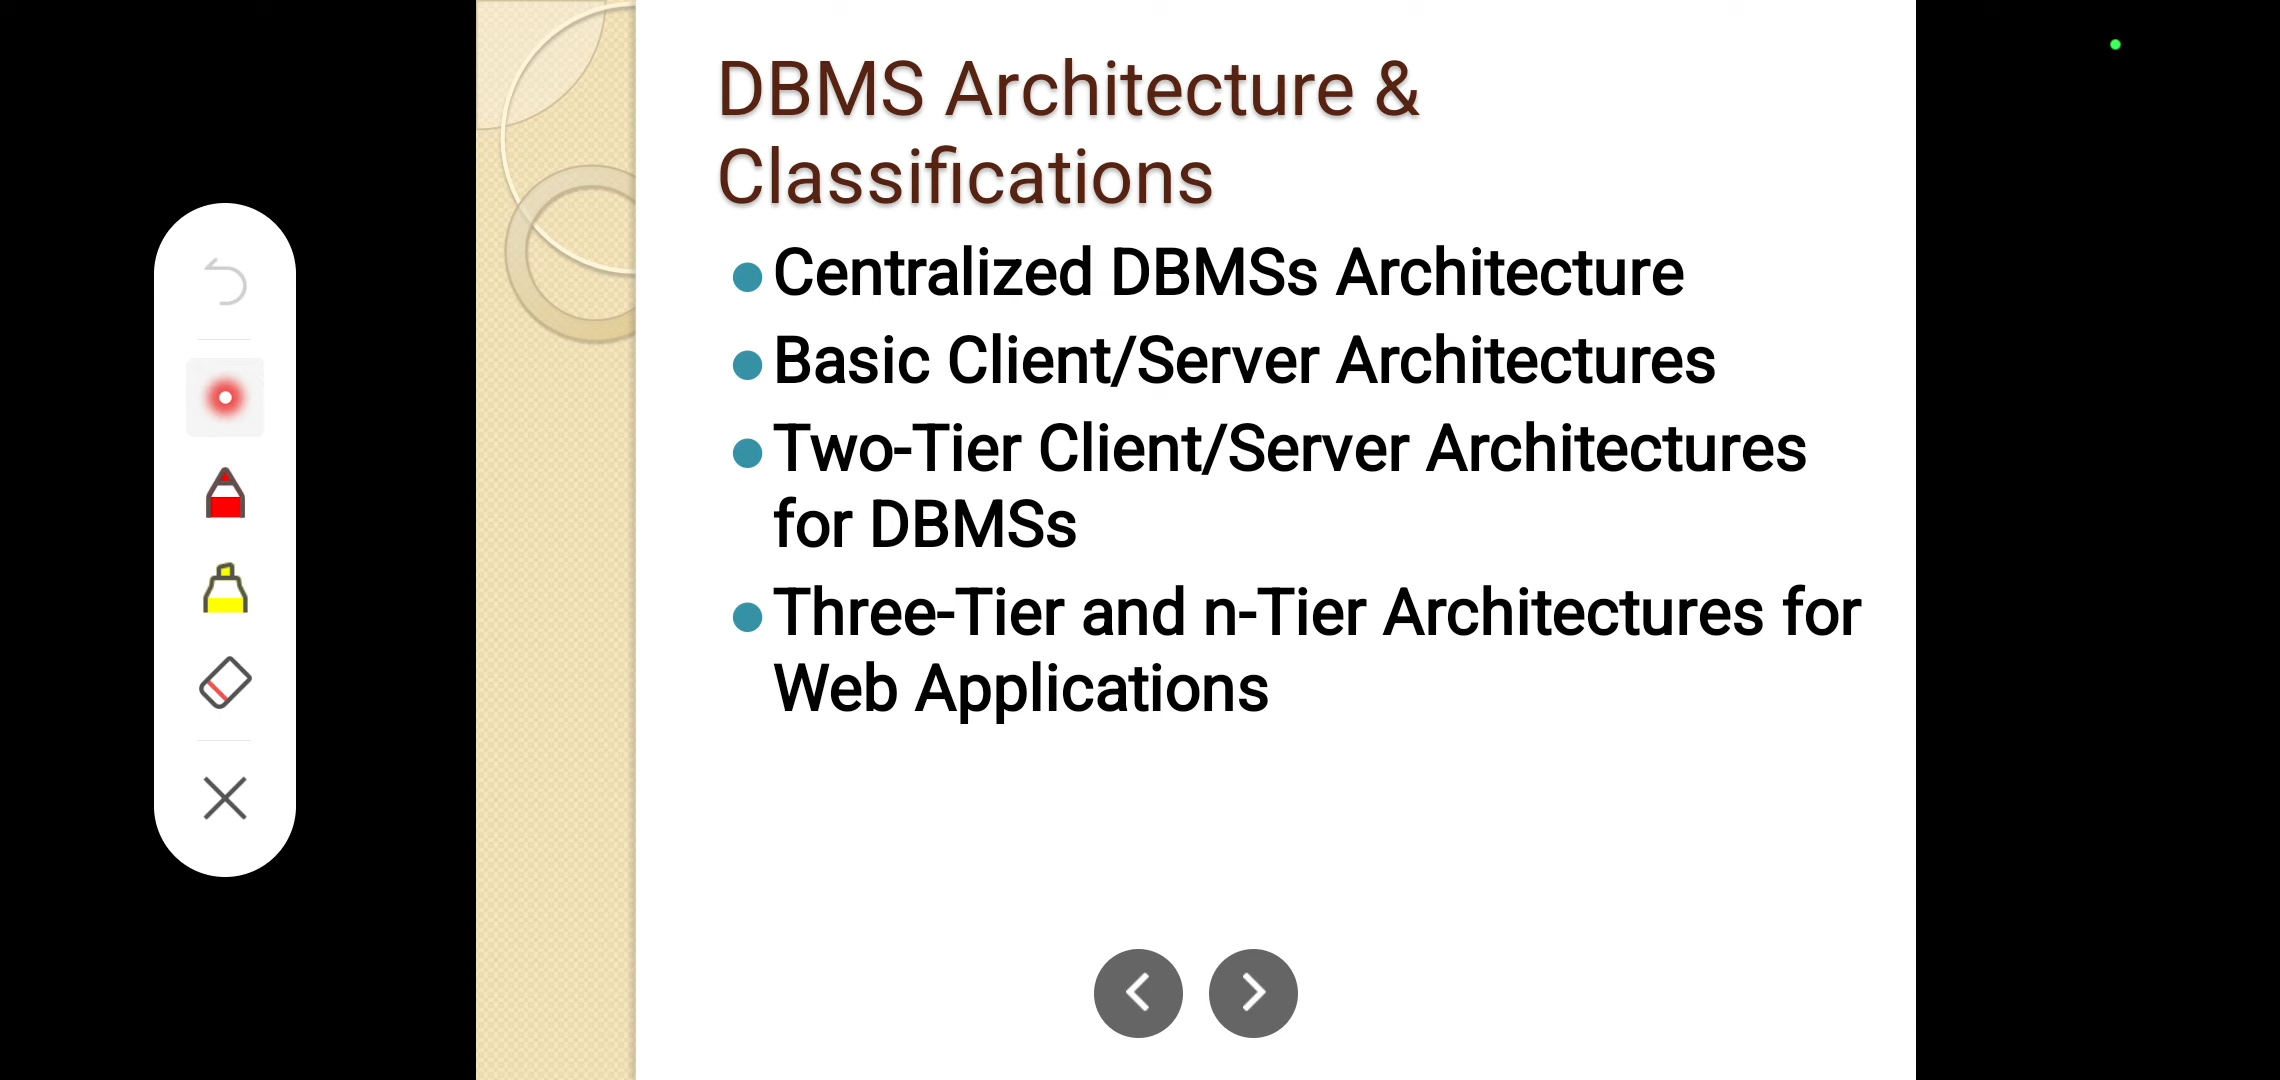 DBMS Architecture &
Classifications
Centralized DBMSs Architecture
Basic Client/Server Architectures
Two-Tier Client/Server Architectures
for DBMSs
Three-Tier and n-Tier Architectures for
Web Applications